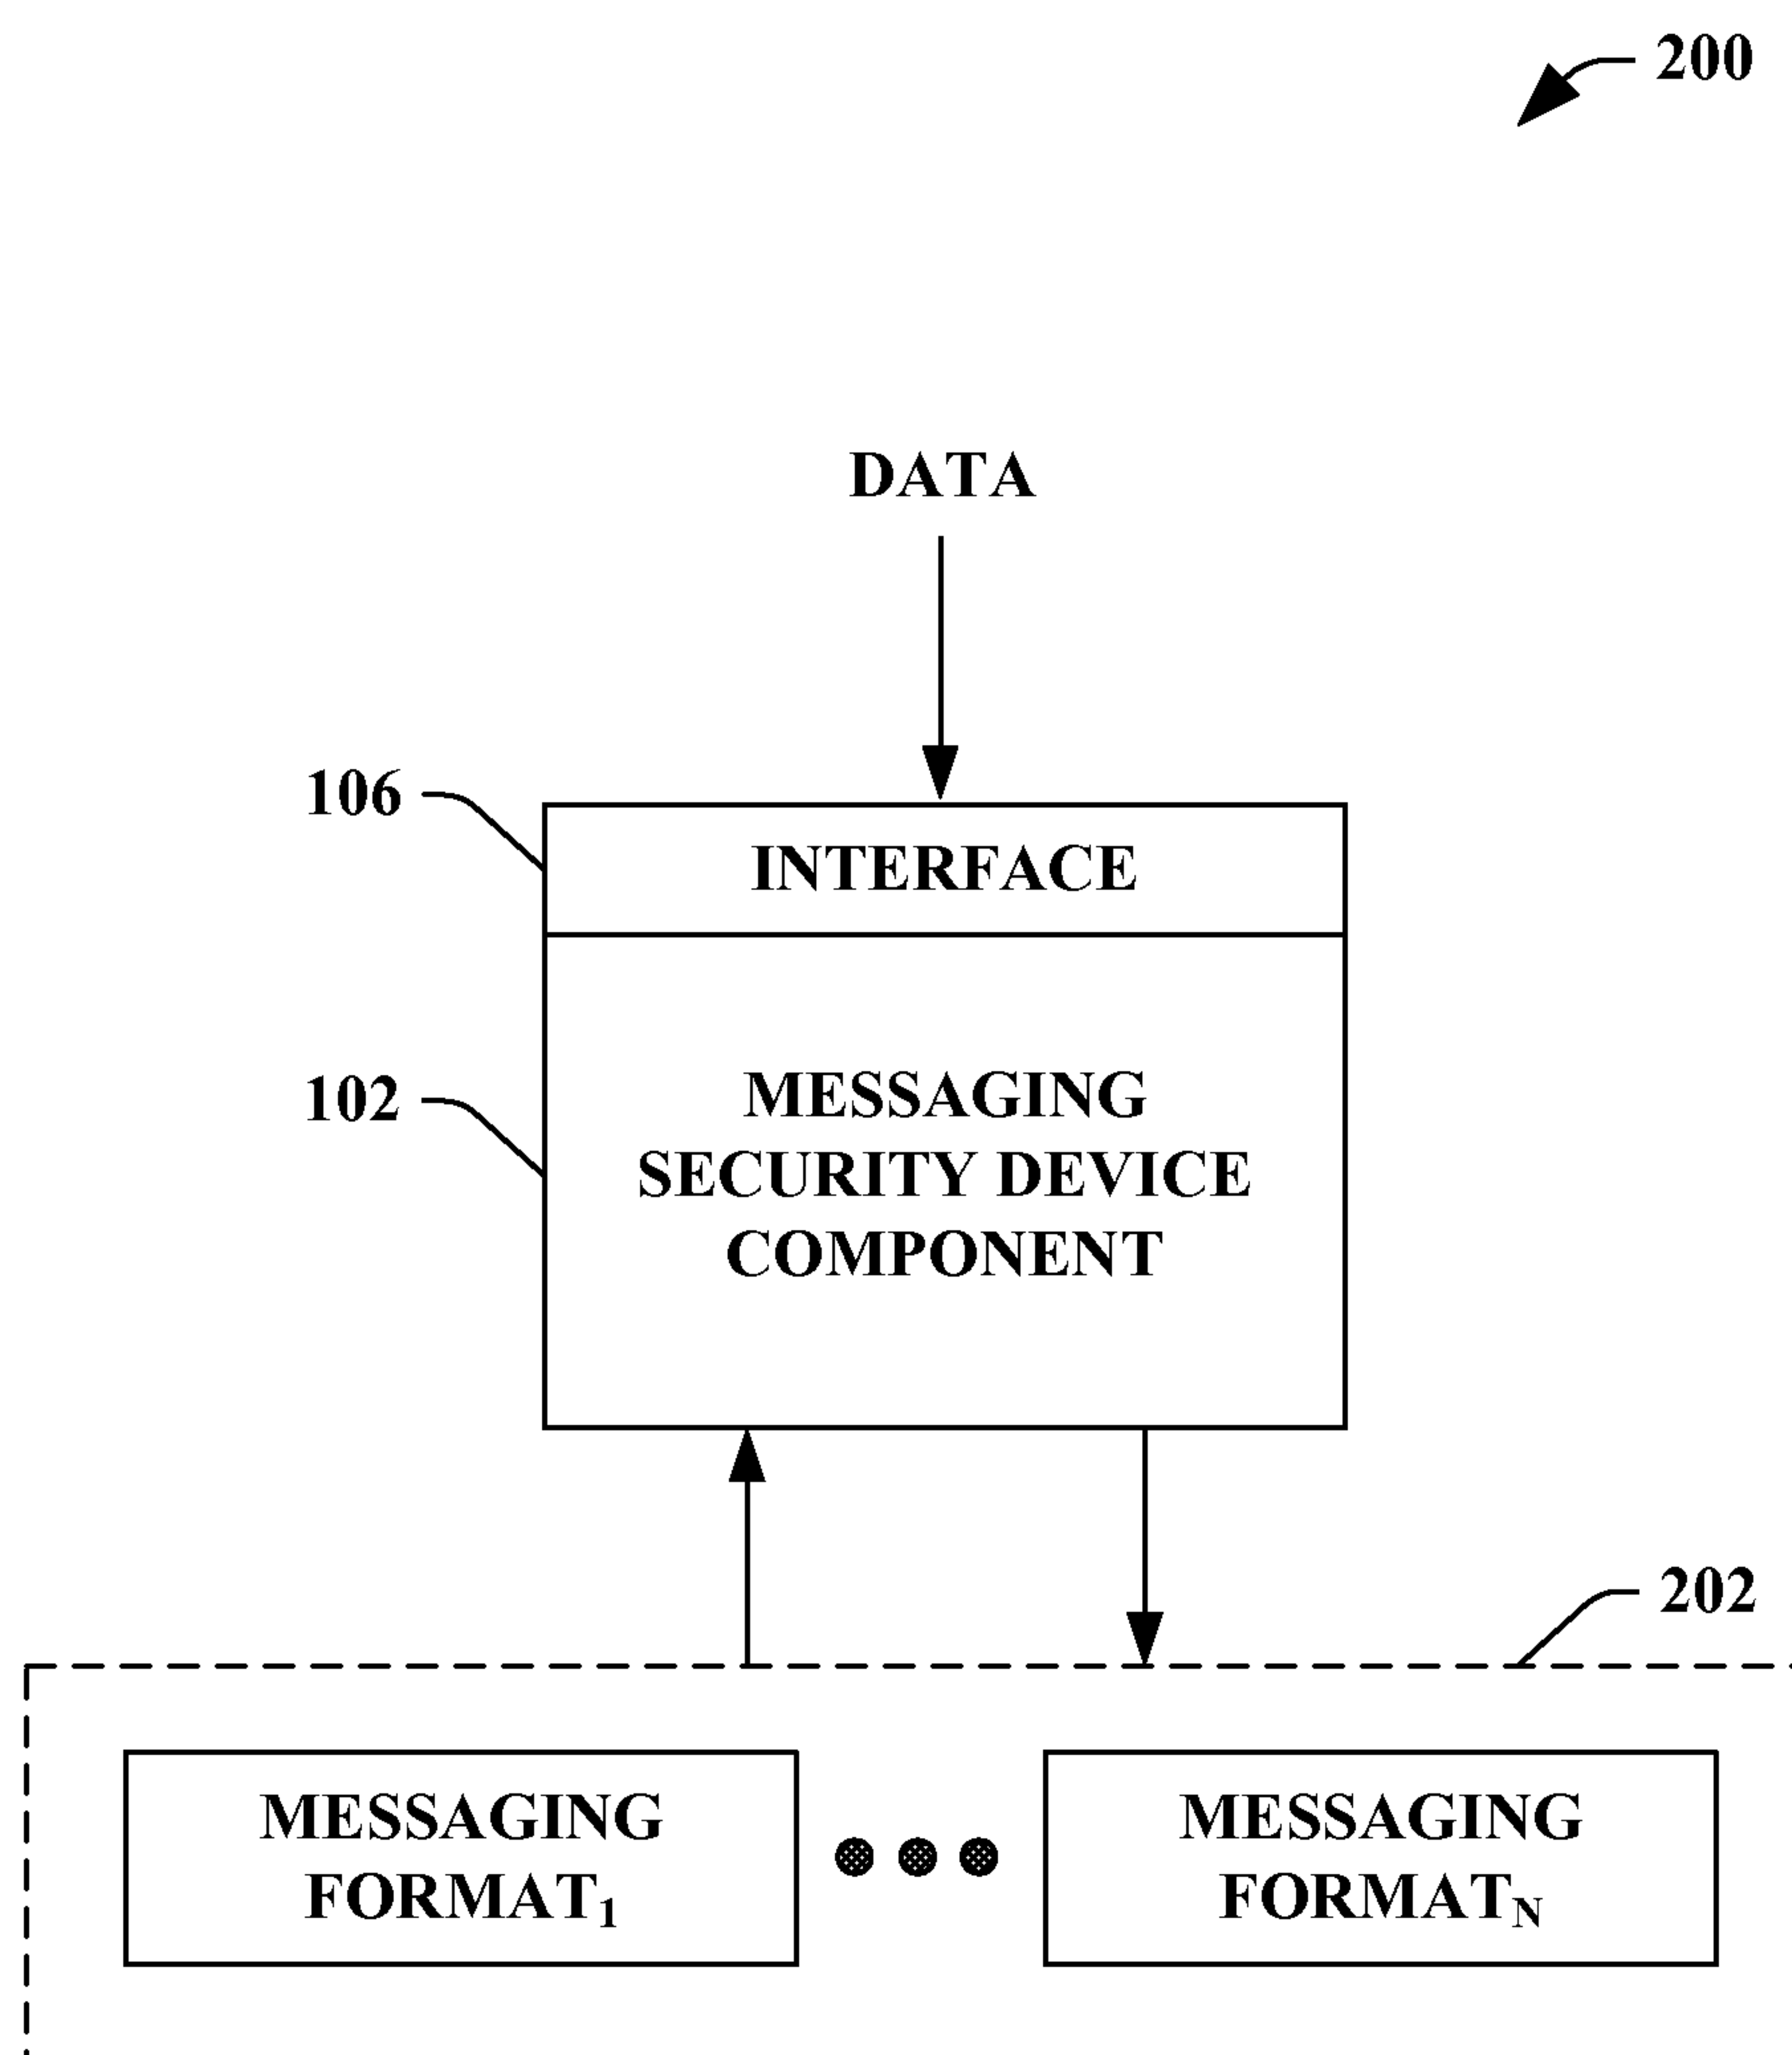 200
DATA
106
INTERFACE
102
MESSAGING
SECURITY DEVICE
COMPONENT
202
MESSAGING
FORMAT1
MESSAGING
FORMATN